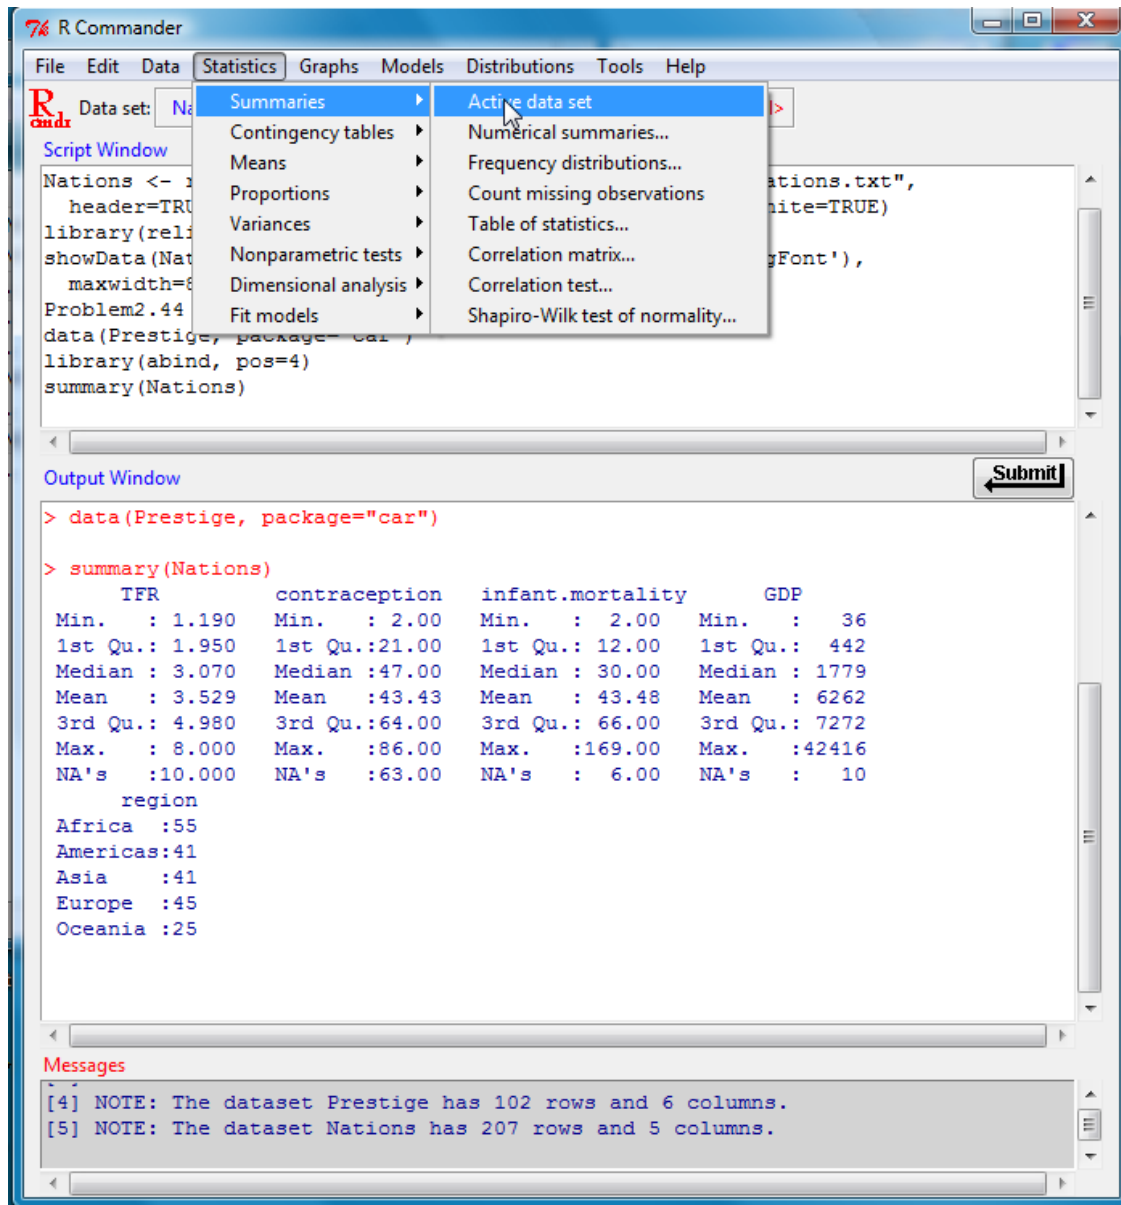 R Commander
File Edit Data Statistics Graphs Models Distributions Tools Help
R cmdr Data set: Na
Summaries
Contingency tables
Means
Proportions
Variances
Nonparametric tests
Dimensional analysis
Fit models
Active data set
Numerical summaries...
Frequency distributions...
Count missing observations
Table of statistics...
Correlation matrix...
Correlation test...
Shapiro-Wilk test of normality...
Script Window
Nations <- ations.txt",
header=TRU hite=TRUE)
library(reli
showData(Nat gFont'),
maxwidth=8
Problem2.44
data(Prestige, package="car")
library(abind, pos=4)
summary(Nations)
Output Window
Submit
> data(Prestige, package="car")
> summary(Nations)
TFR contraception infant.mortality GDP
Min. : 1.190 Min. : 2.00 Min. : 2.00 Min. : 36
1st Qu.: 1.950 1st Qu.:21.00 1st Qu.: 12.00 1st Qu.: 442
Median : 3.070 Median :47.00 Median : 30.00 Median : 1779
Mean : 3.529 Mean :43.43 Mean : 43.48 Mean : 6262
3rd Qu.: 4.980 3rd Qu.:64.00 3rd Qu.: 66.00 3rd Qu.: 7272
Max. : 8.000 Max. :86.00 Max. :169.00 Max. :42416
NA's :10.000 NA's :63.00 NA's : 6.00 NA's : 10
region
Africa :55
Americas:41
Asia :41
Europe :45
Oceania :25
Messages
[4] NOTE: The dataset Prestige has 102 rows and 6 columns.
[5] NOTE: The dataset Nations has 207 rows and 5 columns.